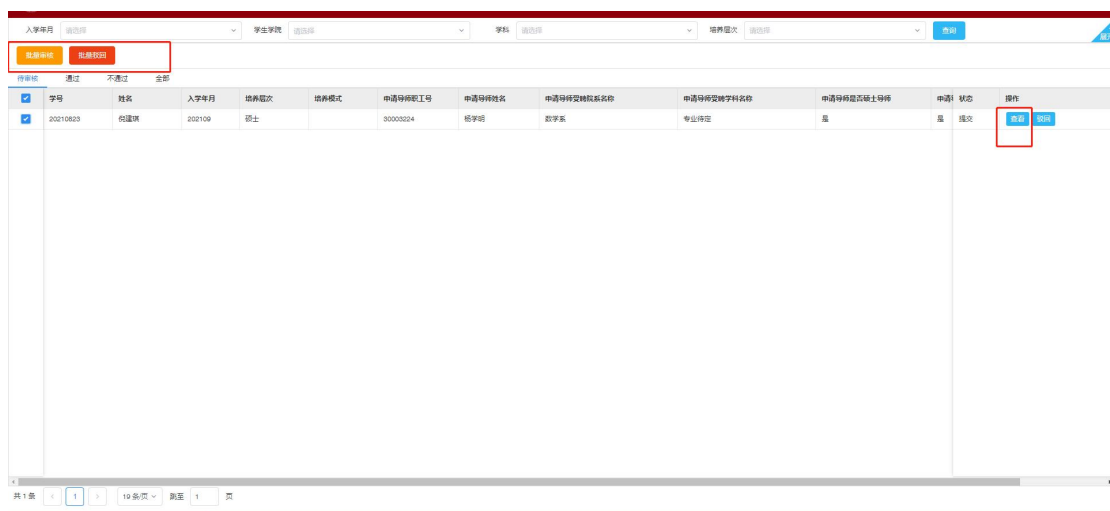 入学年月 请选择 学生学院 请选择 学科 请选择 培养层次 请选择 查询
批量审核 批量驳回
待审核 通过 不通过 全部
学号 姓名 入学年月 培养层次 培养模式 申请导师职工号 申请导师姓名 申请导师受聘院系名称 申请导师受聘学科名称 申请导师是否硕士导师 申请 状态 操作
20210823 倪建琪 202109 硕士 30003224 杨学明 数学系 专业待定 是 是 提交 查看 驳回
共1条 < 1 > 19条/页 跳至 1 页